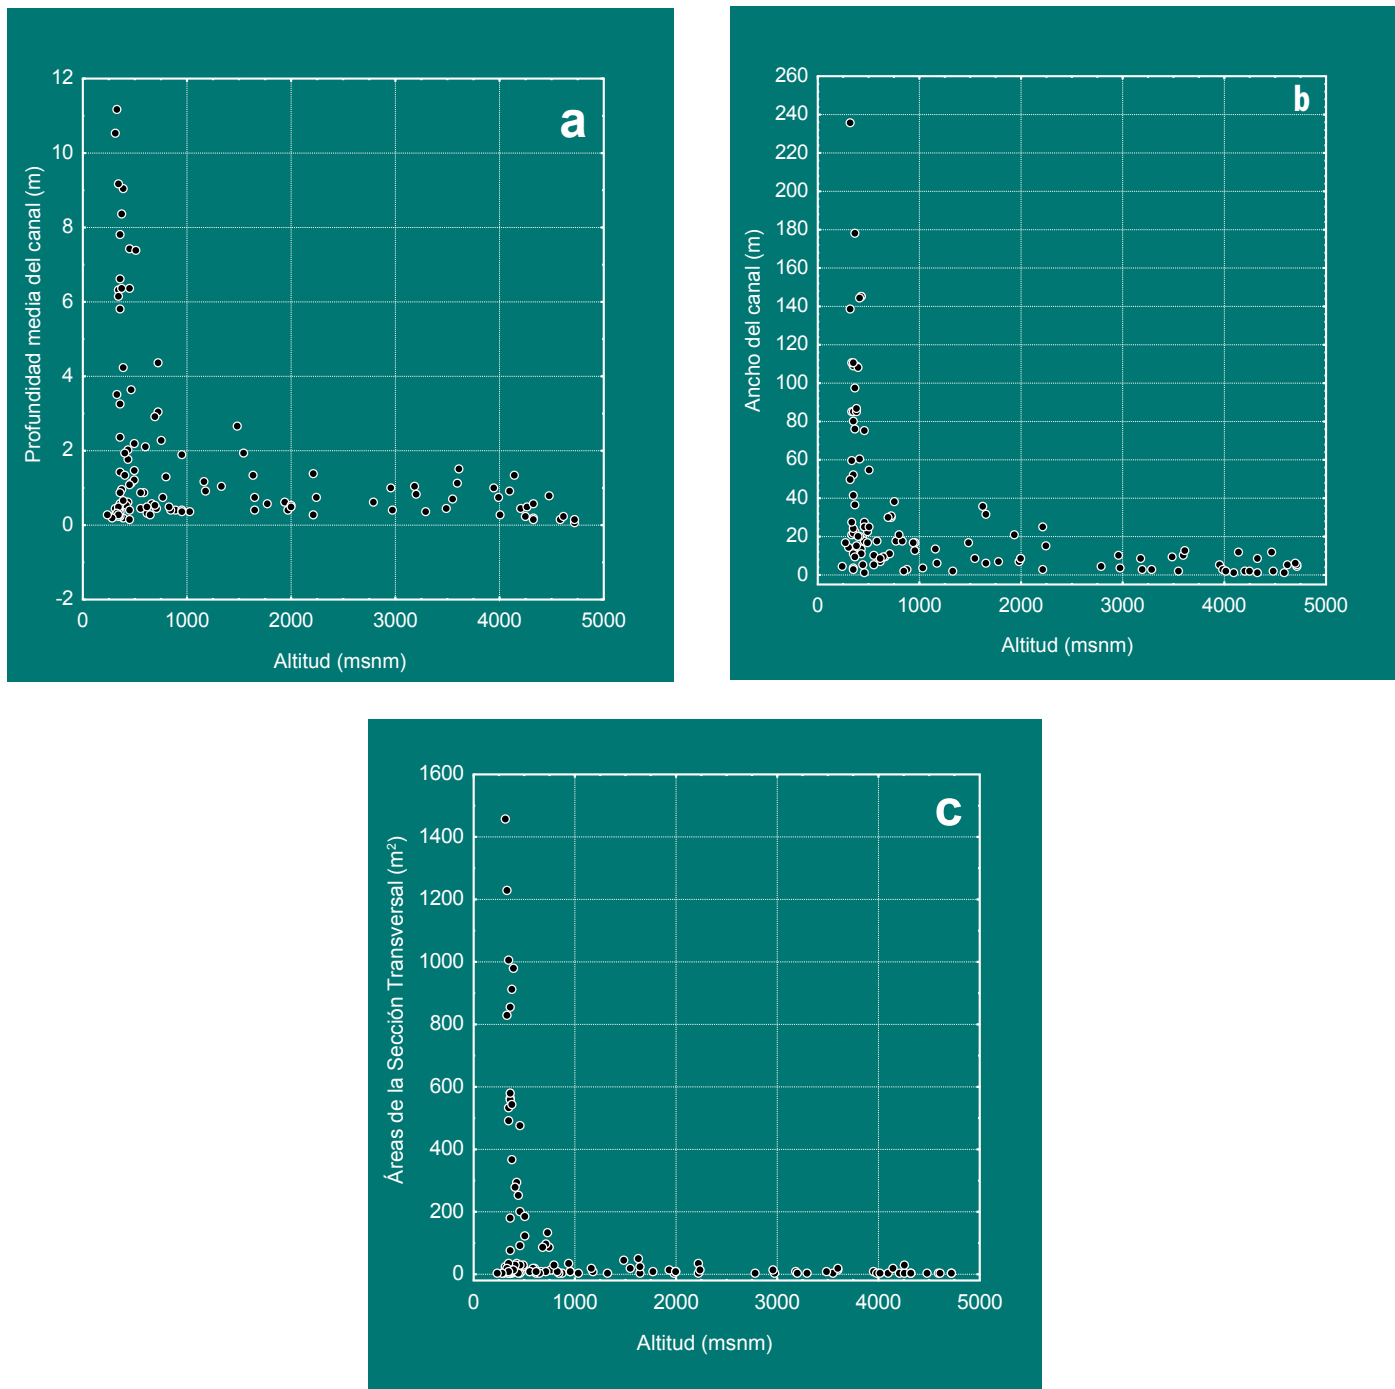 a
Profundidad media del canal (m)
12
10
8
6
4
2
0
-2
0 1000 2000 3000 4000 5000
Altitud (msnm)
b
Ancho del canal (m)
260
240
220
200
180
160
140
120
100
80
60
40
20
0
0 1000 2000 3000 4000 5000
Altitud (msnm)
c
Áreas de la Sección Transversal (m²)
1600
1400
1200
1000
800
600
400
200
0
0 1000 2000 3000 4000 5000
Altitud (msnm)